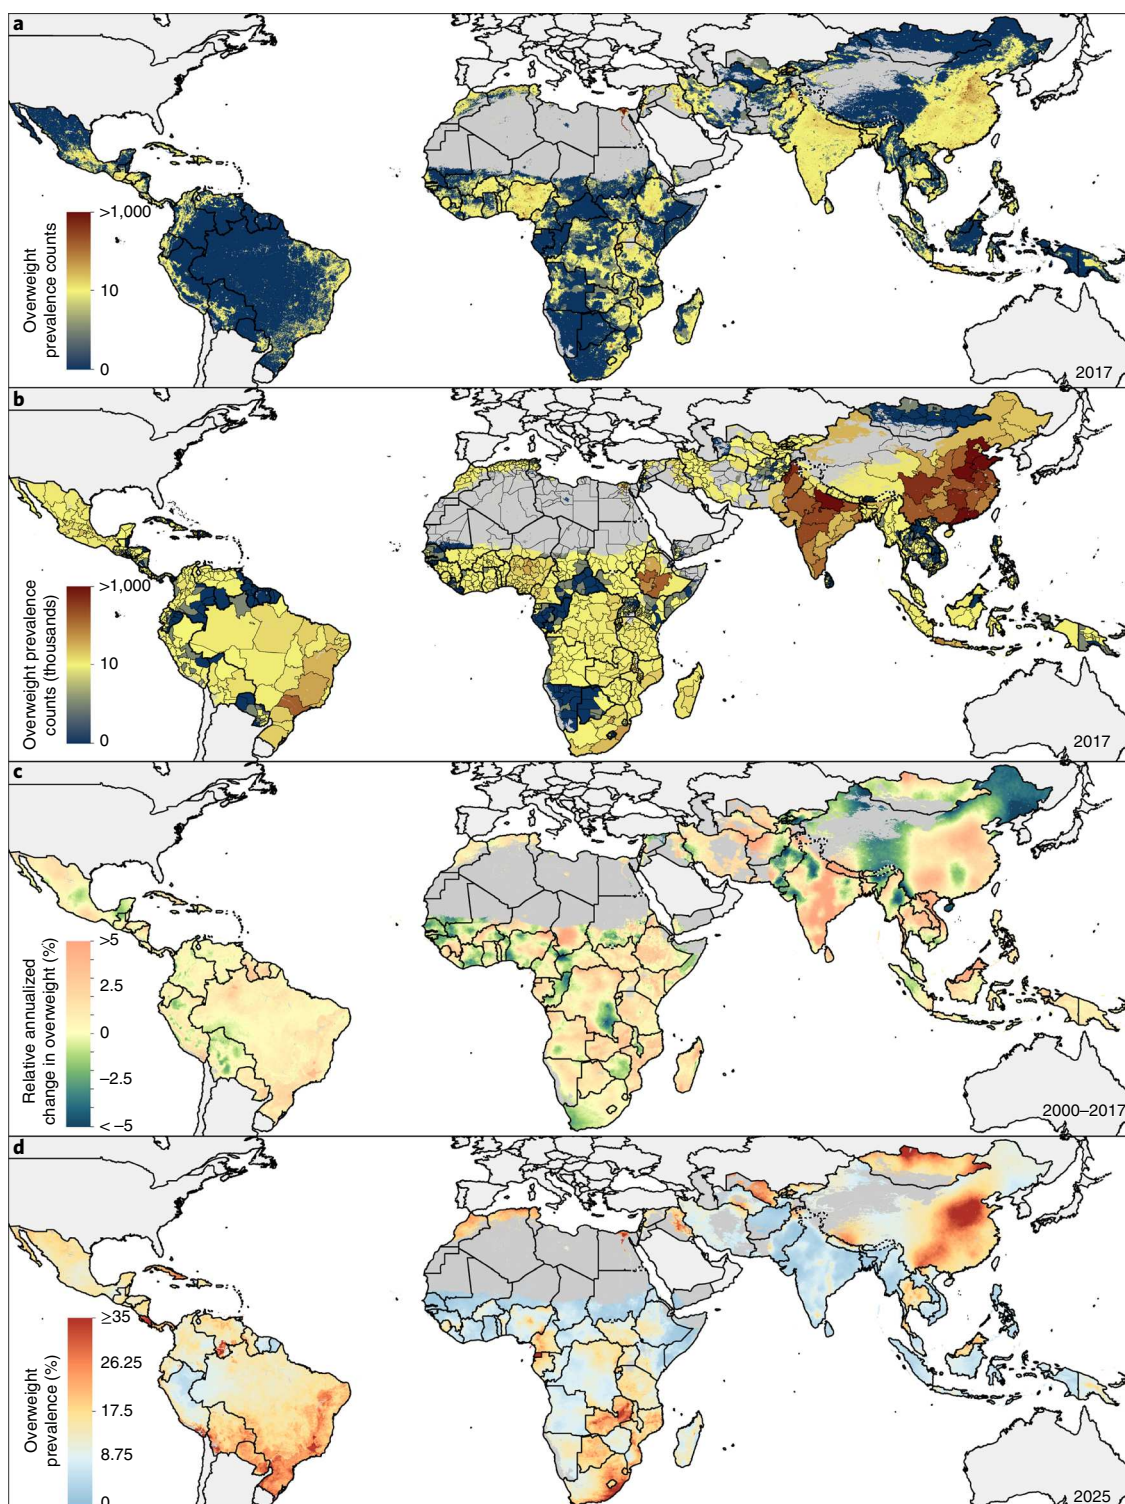 a
>1,000
10
0
Overweight
prevalence counts
2017
b
>1,000
10
0
Overweight prevalence
counts (thousands)
2017
c
>5
2.5
0
−2.5
< −5
Relative annualized
change in overweight (%)
2000–2017
d
≥35
26.25
17.5
8.75
0
Overweight
prevalence (%)
2025